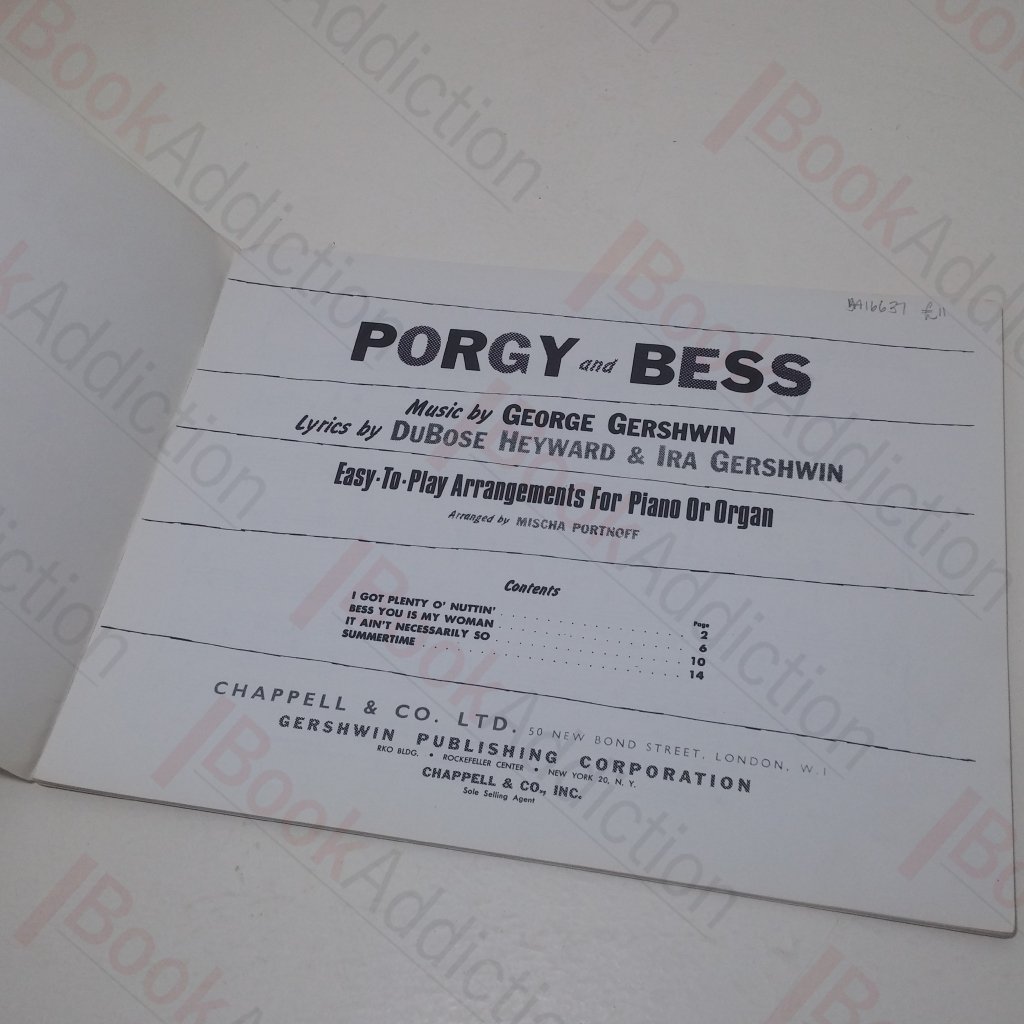 BA16637 £11
PORGY and BESS
Music by GEORGE GERSHWIN
Lyrics by DUBOSE HEYWARD & IRA GERSHWIN
Easy-To-Play Arrangements For Piano Or Organ
Arranged by MISCHA PORTNOFF
Contents
Page
I GOT PLENTY O' NUTTIN' 2
BESS YOU IS MY WOMAN 6
IT AIN'T NECESSARILY SO 10
SUMMERTIME 14
CHAPPELL & CO. LTD. 50 NEW BOND STREET, LONDON, W.1
GERSHWIN PUBLISHING CORPORATION
RKO BLDG. • ROCKEFELLER CENTER • NEW YORK 20, N. Y.
CHAPPELL & CO., INC.
Sole Selling Agent
BookAddiction